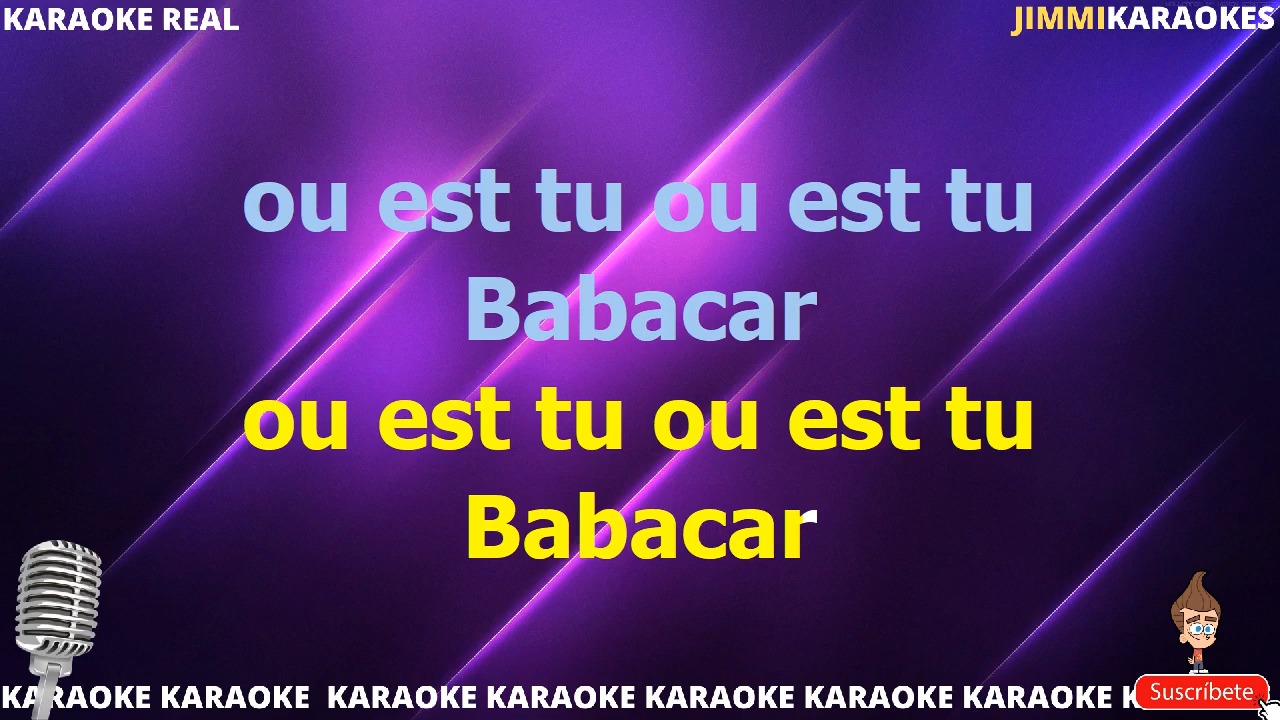 KARAOKE REAL
JIMMIKARAOKES
ou est tu ou est tu
Babacar
ou est tu ou est tu
Babacar
KARAOKE KARAOKE KARAOKE KARAOKE KARAOKE KARAOKE KARAOKE K
Suscríbete